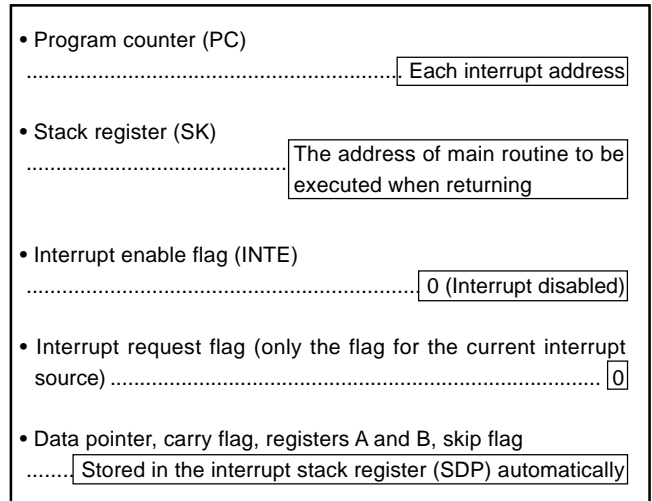 • Program counter (PC)
............................................................... Each interrupt address
• Stack register (SK)
........................................... The address of main routine to be
executed when returning
• Interrupt enable flag (INTE)
................................................................. 0 (Interrupt disabled)
• Interrupt request flag (only the flag for the current interrupt
source) ................................................................................. 0
• Data pointer, carry flag, registers A and B, skip flag
........ Stored in the interrupt stack register (SDP) automatically